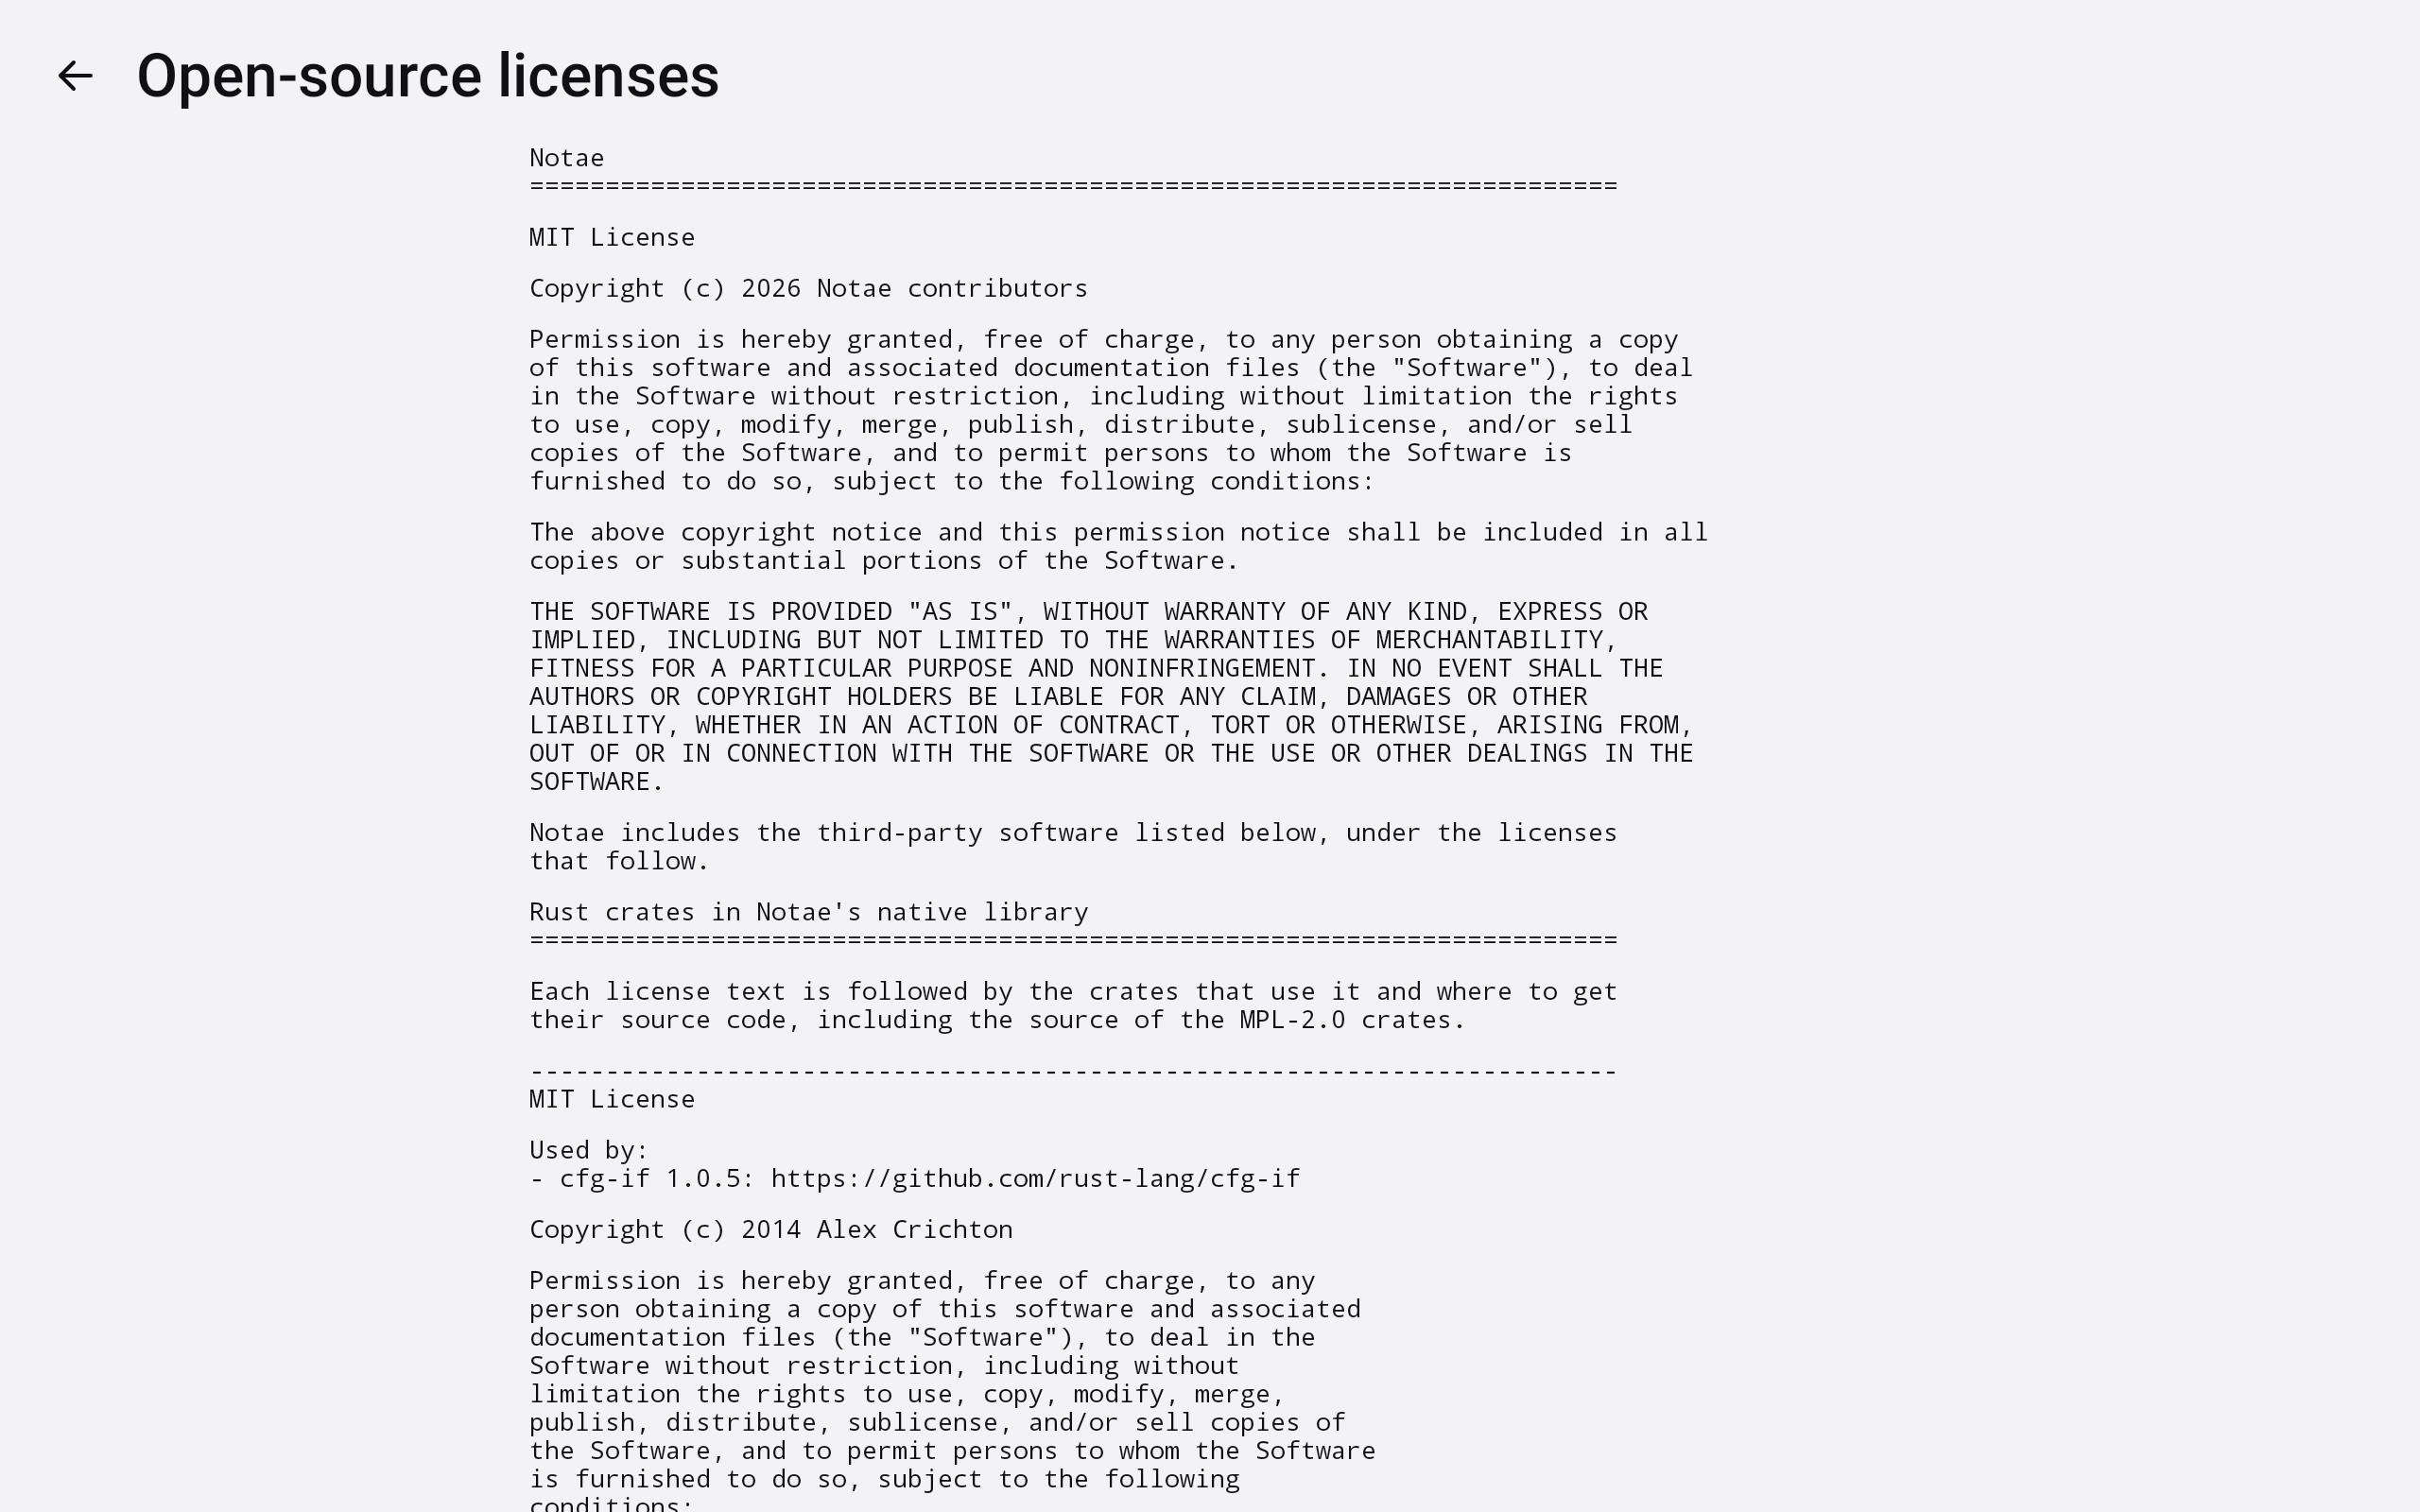 Open-source licenses
Notae
========================================================================
MIT License
Copyright (c) 2026 Notae contributors
Permission is hereby granted, free of charge, to any person obtaining a copy
of this software and associated documentation files (the "Software"), to deal
in the Software without restriction, including without limitation the rights
to use, copy, modify, merge, publish, distribute, sublicense, and/or sell
copies of the Software, and to permit persons to whom the Software is
furnished to do so, subject to the following conditions:
The above copyright notice and this permission notice shall be included in all
copies or substantial portions of the Software.
THE SOFTWARE IS PROVIDED "AS IS", WITHOUT WARRANTY OF ANY KIND, EXPRESS OR
IMPLIED, INCLUDING BUT NOT LIMITED TO THE WARRANTIES OF MERCHANTABILITY,
FITNESS FOR A PARTICULAR PURPOSE AND NONINFRINGEMENT. IN NO EVENT SHALL THE
AUTHORS OR COPYRIGHT HOLDERS BE LIABLE FOR ANY CLAIM, DAMAGES OR OTHER
LIABILITY, WHETHER IN AN ACTION OF CONTRACT, TORT OR OTHERWISE, ARISING FROM,
OUT OF OR IN CONNECTION WITH THE SOFTWARE OR THE USE OR OTHER DEALINGS IN THE
SOFTWARE.
Notae includes the third-party software listed below, under the licenses
that follow.
Rust crates in Notae's native library
========================================================================
Each license text is followed by the crates that use it and where to get
their source code, including the source of the MPL-2.0 crates.
------------------------------------------------------------------------
MIT License
Used by:
- cfg-if 1.0.5: https://github.com/rust-lang/cfg-if
Copyright (c) 2014 Alex Crichton
Permission is hereby granted, free of charge, to any
person obtaining a copy of this software and associated
documentation files (the "Software"), to deal in the
Software without restriction, including without
limitation the rights to use, copy, modify, merge,
publish, distribute, sublicense, and/or sell copies of
the Software, and to permit persons to whom the Software
is furnished to do so, subject to the following
conditions: